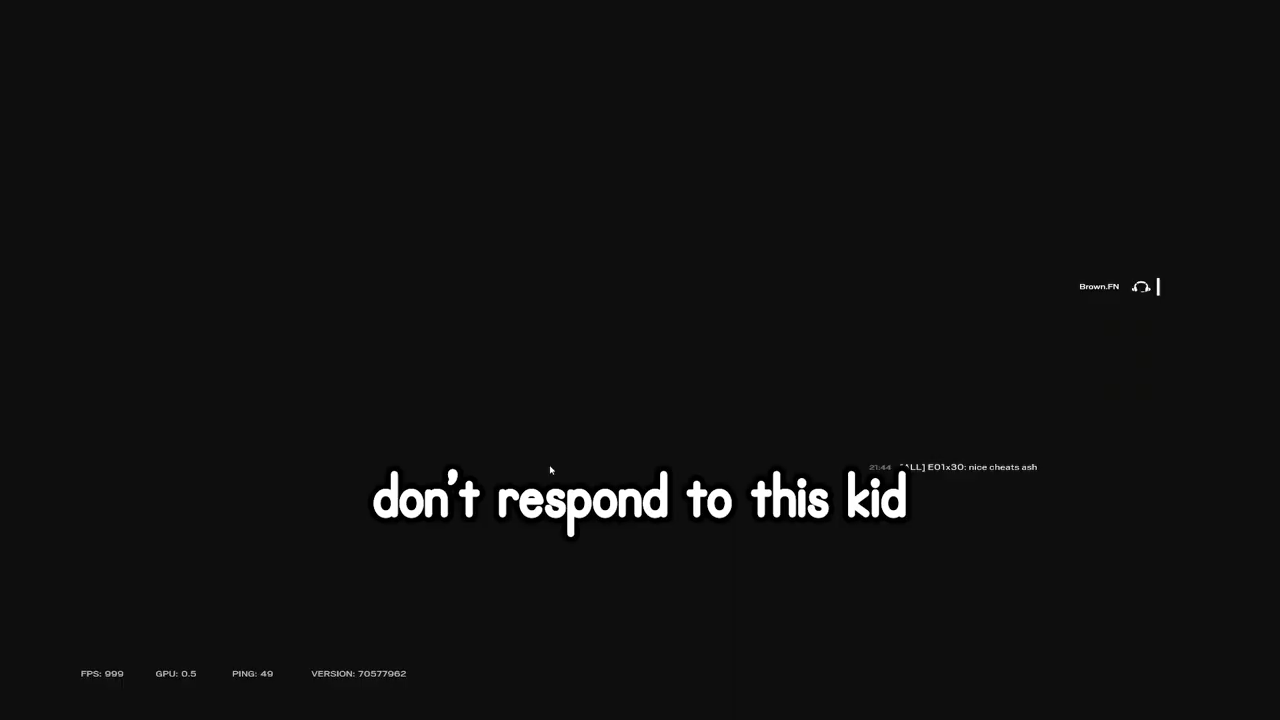 Brown.FN
21:44 [ALL] E01x30: nice cheats ash
don't respond to this kid
FPS: 999 GPU: 0.5 PING: 49 VERSION: 70577962